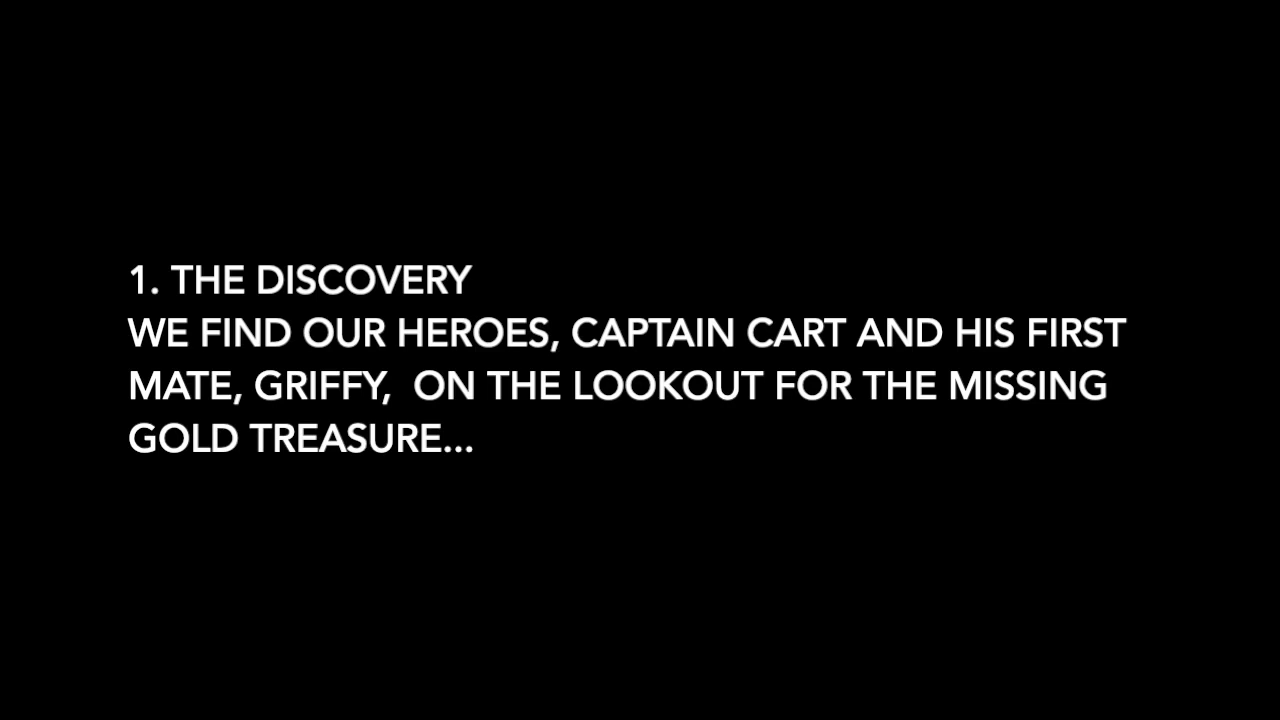 1. THE DISCOVERY
WE FIND OUR HEROES, CAPTAIN CART AND HIS FIRST
MATE, GRIFFY,  ON THE LOOKOUT FOR THE MISSING
GOLD TREASURE...